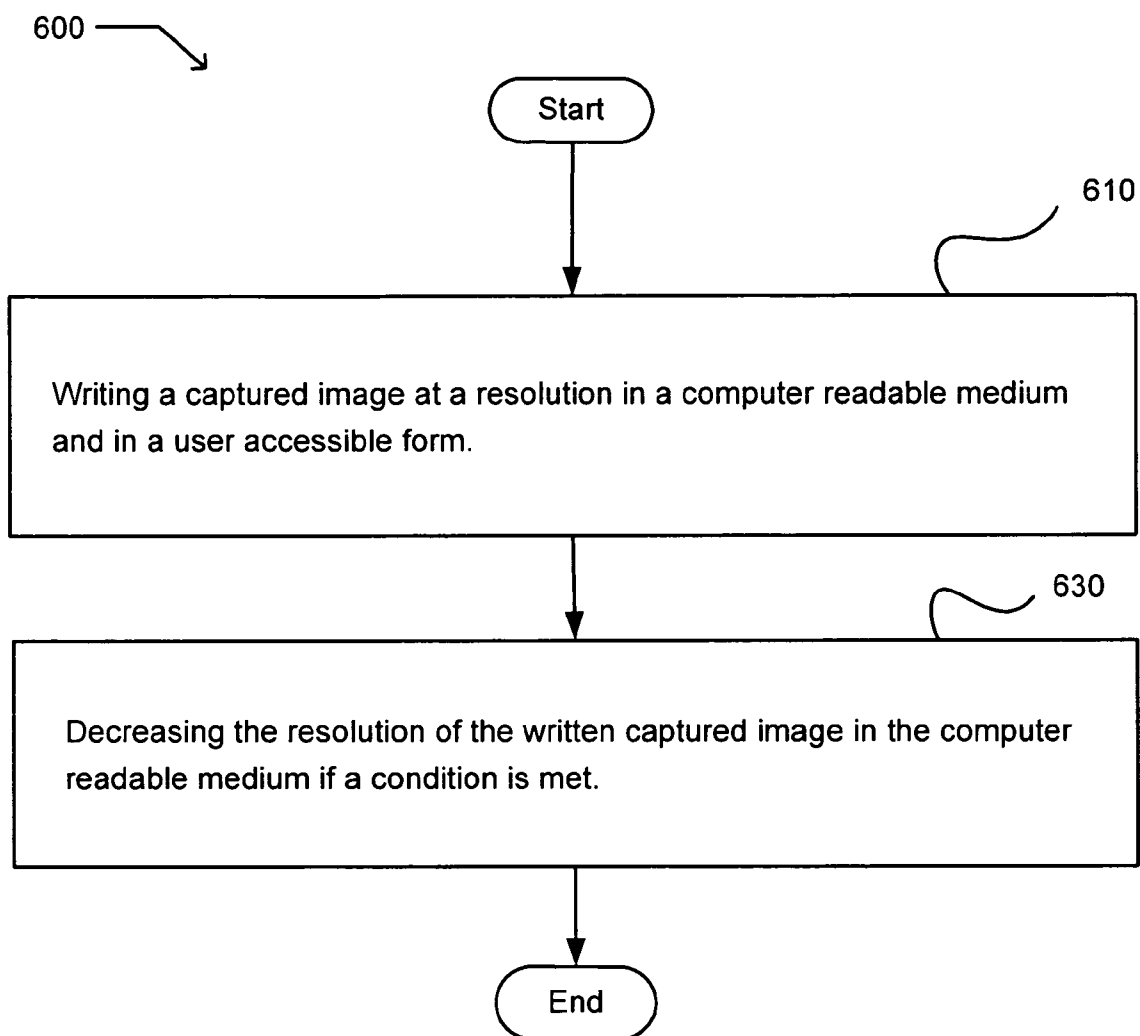 600
Start
610
Writing a captured image at a resolution in a computer readable medium
and in a user accessible form.
630
Decreasing the resolution of the written captured image in the computer
readable medium if a condition is met.
End